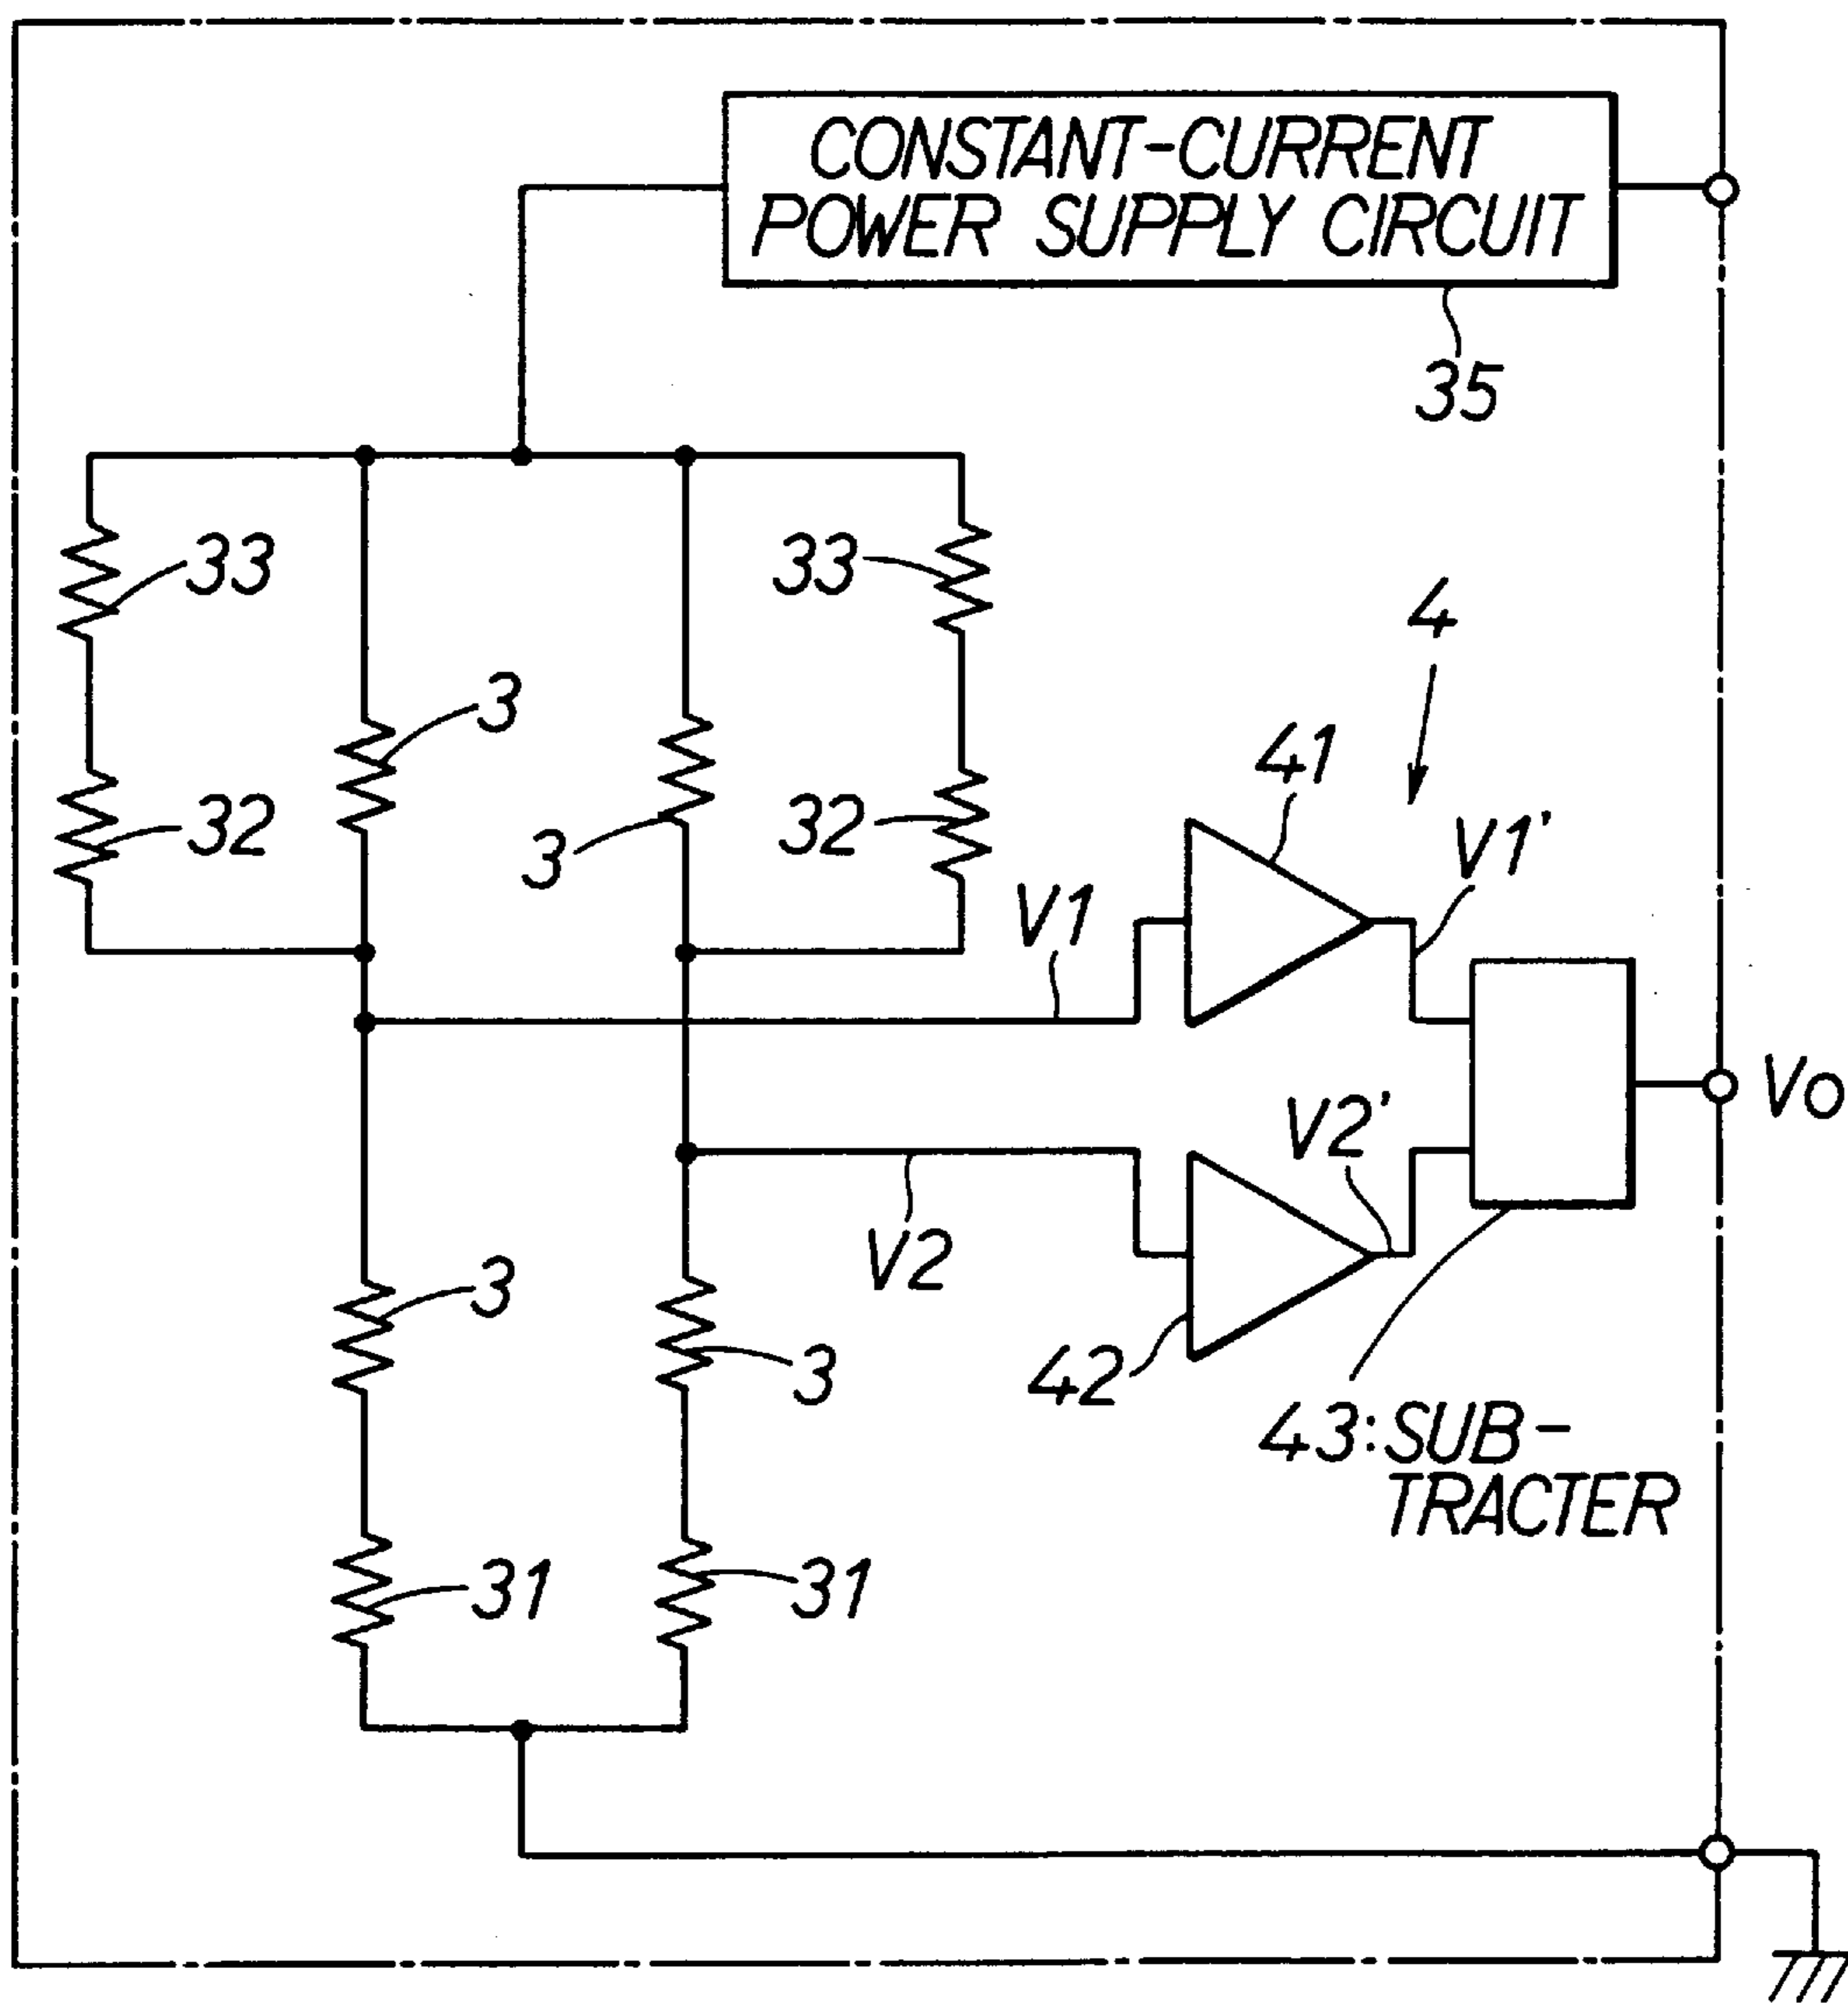 CONSTANT-CURRENT
POWER SUPPLY CIRCUIT
35
33
33
4
3
41
32
3
32
V1
V1'
V2'
Vo
V2
3
3
42
43:SUB-
TRACTER
31
31